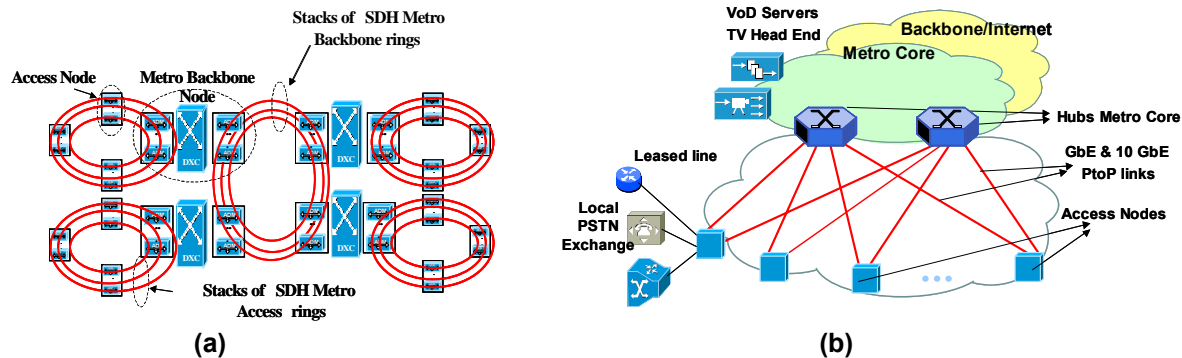 Stacks of SDH Metro
Backbone rings
Access Node
Metro Backbone
Node
DXC
DXC
DXC
DXC
Stacks of SDH Metro
Access rings
(a)
VoD Servers
TV Head End
Backbone/Internet
Metro Core
Hubs Metro Core
GbE & 10 GbE
PtoP links
Leased line
Local
PSTN
Exchange
Access Nodes
(b)